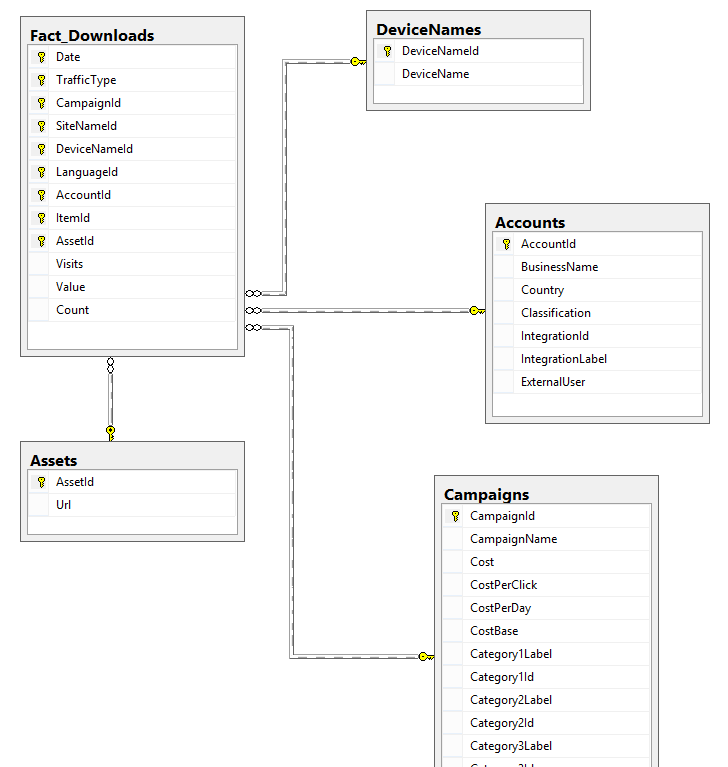 Fact_Downloads
Date
TrafficType
CampaignId
SiteNameId
DeviceNameId
LanguageId
AccountId
ItemId
AssetId
Visits
Value
Count
DeviceNames
DeviceNameId
DeviceName
Accounts
AccountId
BusinessName
Country
Classification
IntegrationId
IntegrationLabel
ExternalUser
Assets
AssetId
Url
Campaigns
CampaignId
CampaignName
Cost
CostPerClick
CostPerDay
CostBase
Category1Label
Category1Id
Category2Label
Category2Id
Category3Label